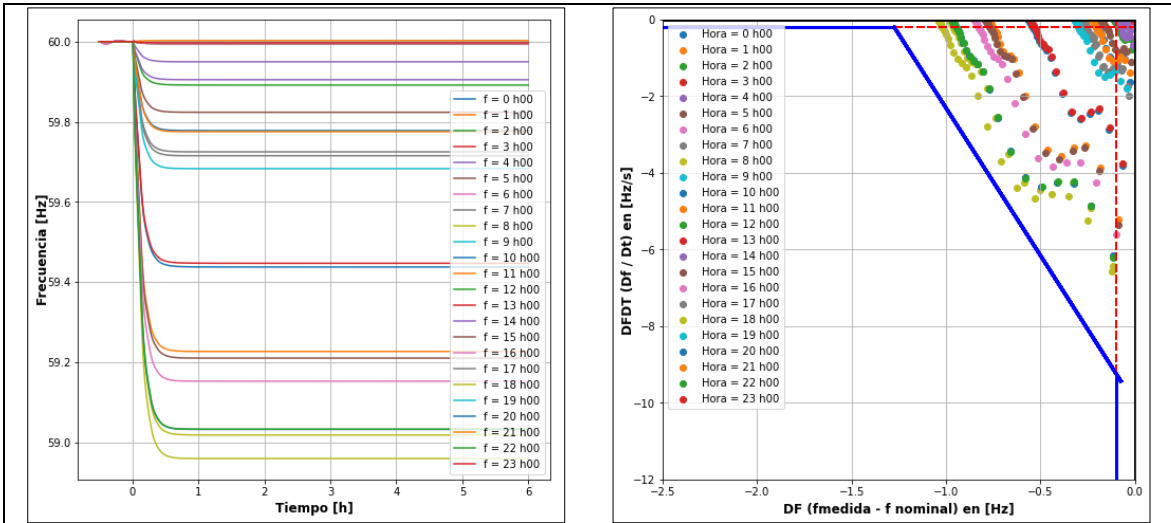 Frecuencia [Hz]
60.0
59.8
59.6
59.4
59.2
59.0
0
1
2
3
4
5
6
Tiempo [h]
f = 0 h00
f = 1 h00
f = 2 h00
f = 3 h00
f = 4 h00
f = 5 h00
f = 6 h00
f = 7 h00
f = 8 h00
f = 9 h00
f = 10 h00
f = 11 h00
f = 12 h00
f = 13 h00
f = 14 h00
f = 15 h00
f = 16 h00
f = 17 h00
f = 18 h00
f = 19 h00
f = 20 h00
f = 21 h00
f = 22 h00
f = 23 h00
DFDT (Df / Dt) en [Hz/s]
0
−2
−4
−6
−8
−10
−12
−2.5
−2.0
−1.5
−1.0
−0.5
0.0
DF (fmedida - f nominal) en [Hz]
Hora = 0 h00
Hora = 1 h00
Hora = 2 h00
Hora = 3 h00
Hora = 4 h00
Hora = 5 h00
Hora = 6 h00
Hora = 7 h00
Hora = 8 h00
Hora = 9 h00
Hora = 10 h00
Hora = 11 h00
Hora = 12 h00
Hora = 13 h00
Hora = 14 h00
Hora = 15 h00
Hora = 16 h00
Hora = 17 h00
Hora = 18 h00
Hora = 19 h00
Hora = 20 h00
Hora = 21 h00
Hora = 22 h00
Hora = 23 h00